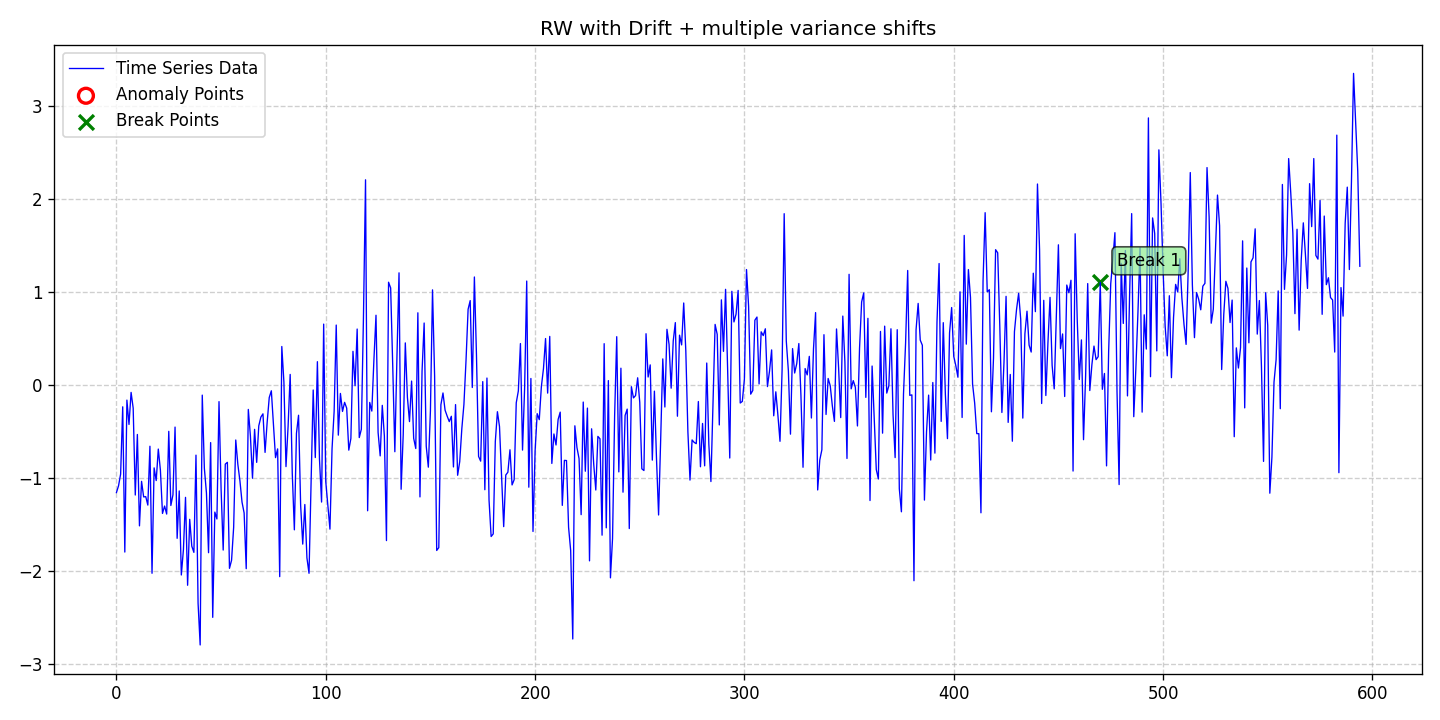 RW with Drift + multiple variance shifts
Time Series Data
Anomaly Points
Break Points
Break 1
3
2
1
0
−1
−2
−3
0 100 200 300 400 500 600